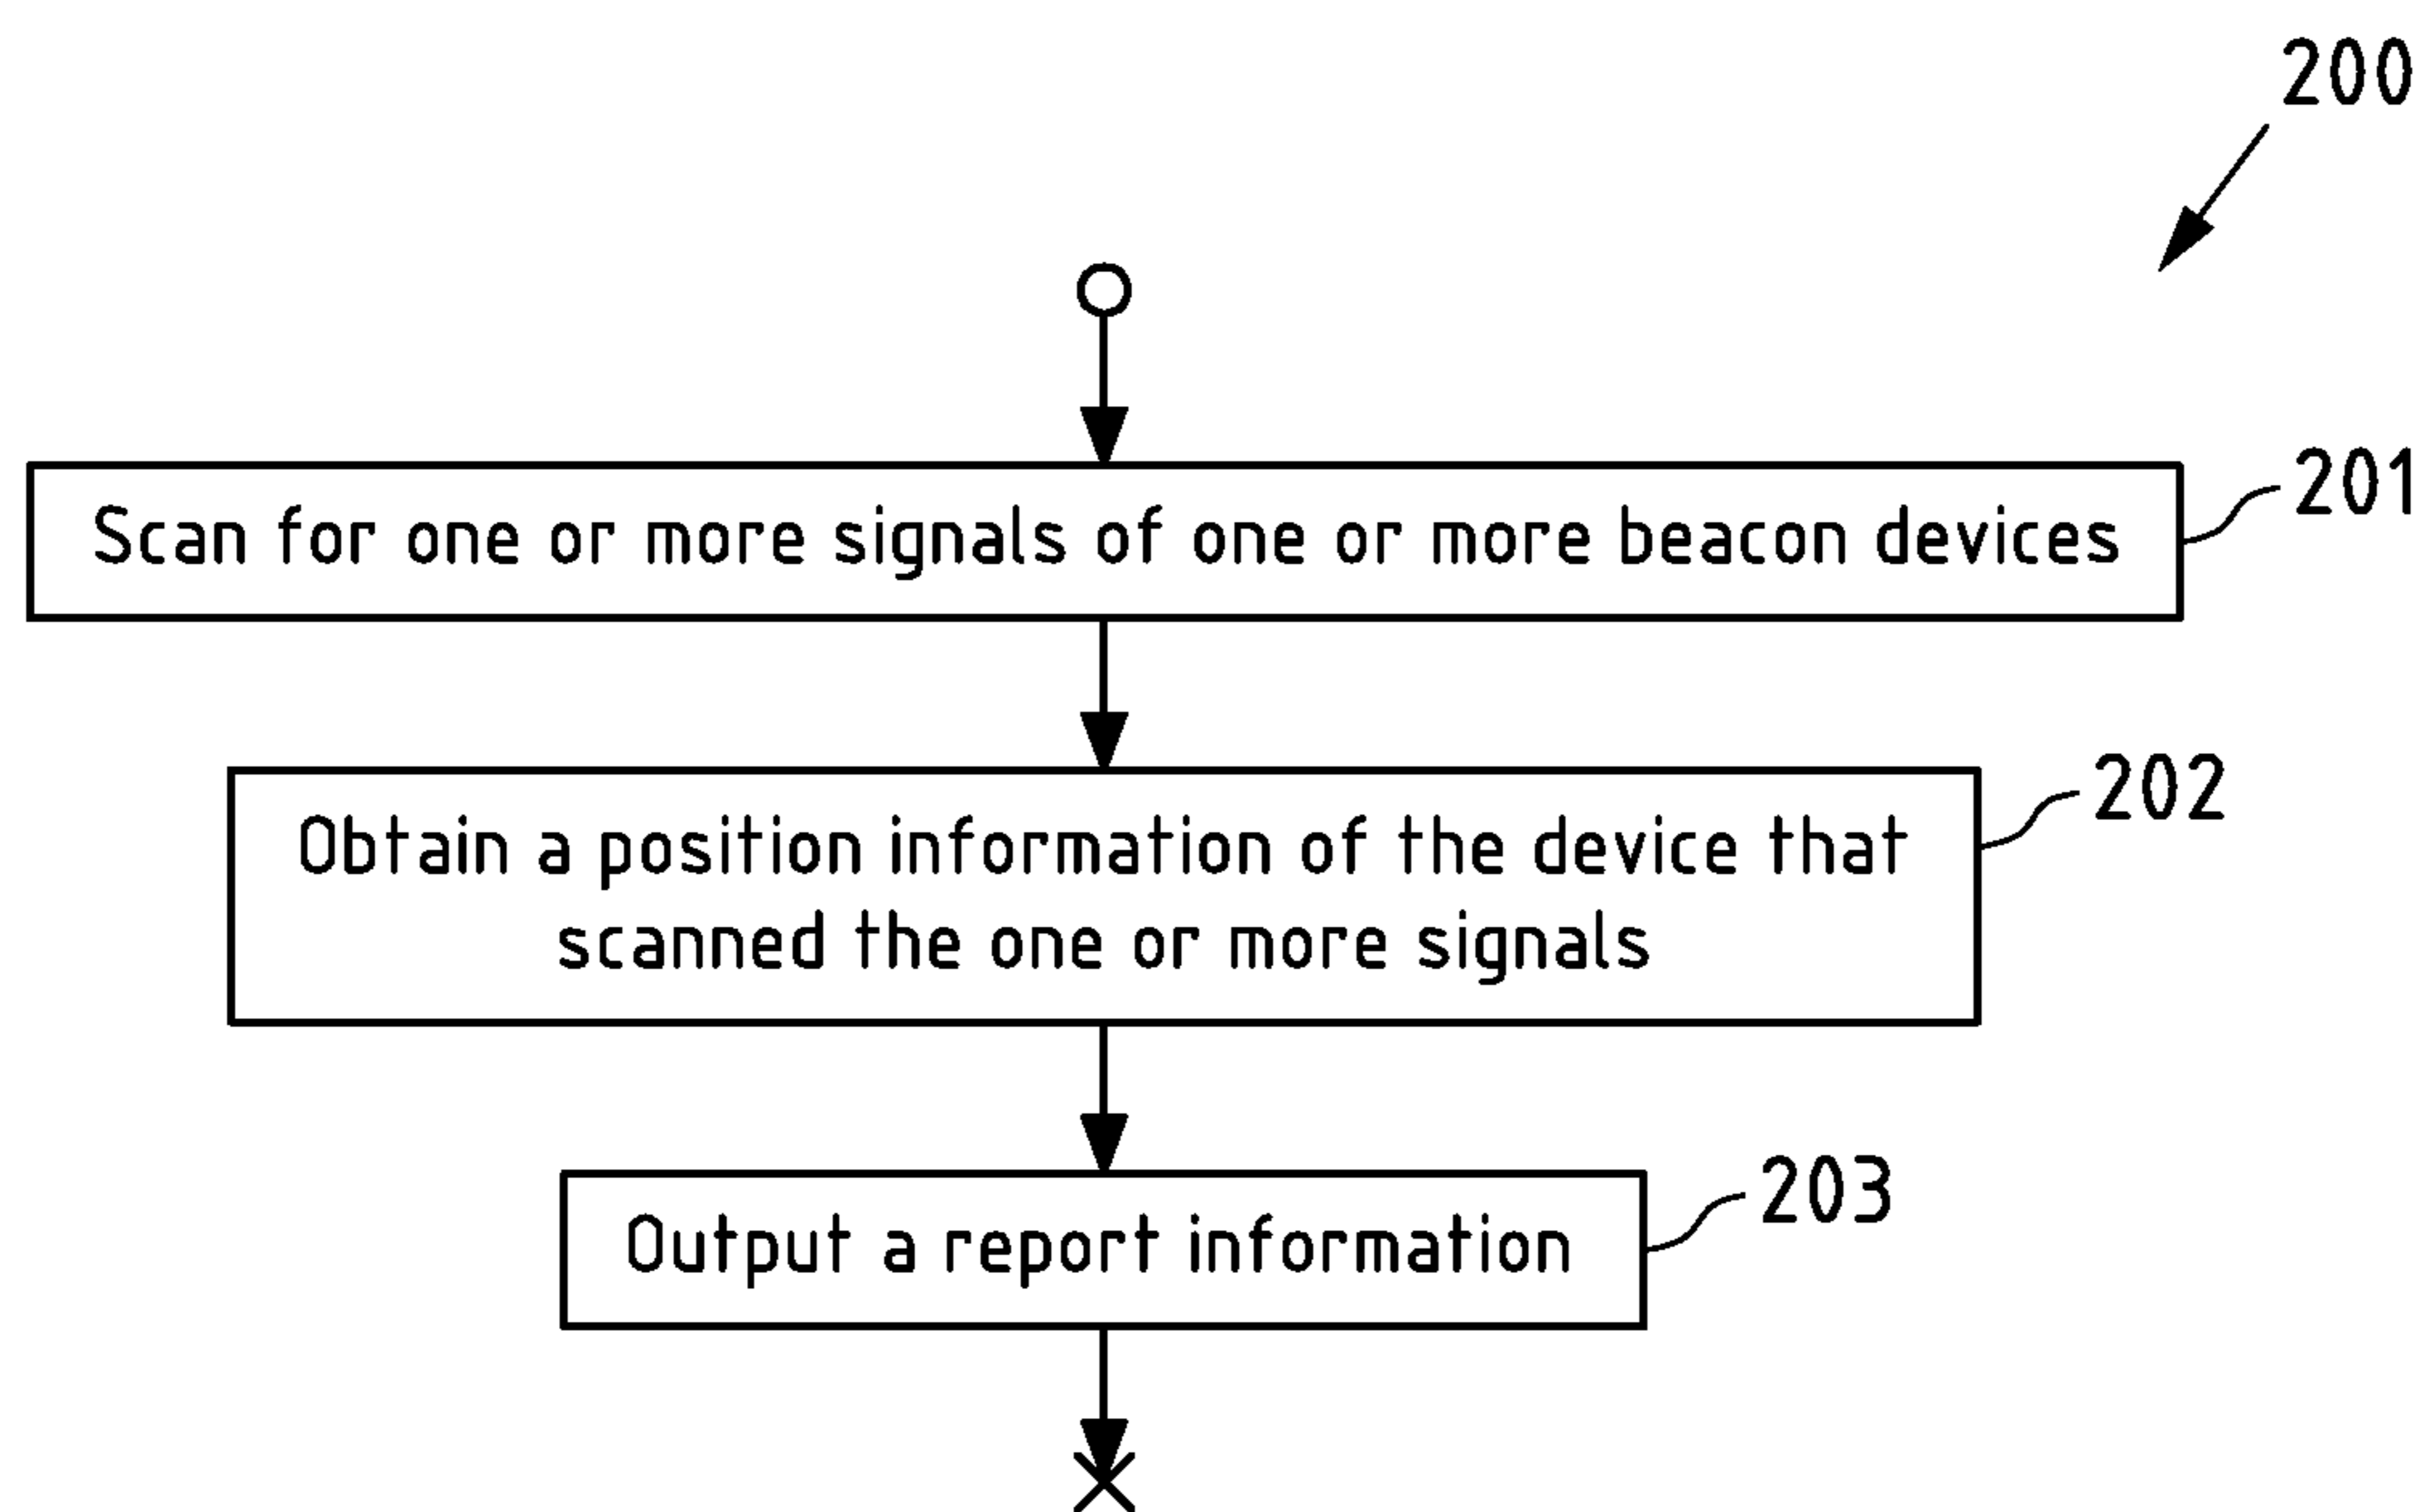 200
Scan for one or more signals of one or more beacon devices
201
Obtain a position information of the device that
scanned the one or more signals
202
Output a report information
203